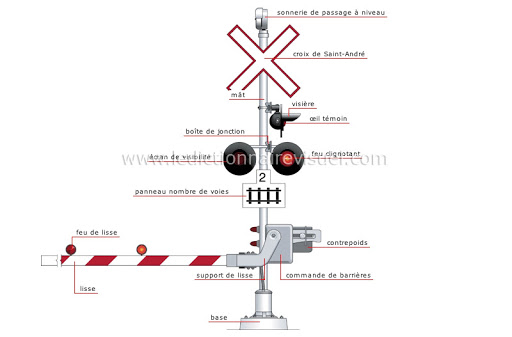 sonnerie de passage à niveau
croix de Saint-André
mât
visière
œil témoin
boîte de jonction
écran de visibilité
feu clignotant
www.ledictionnairevisuel.com
2
panneau nombre de voies
feu de lisse
contrepoids
support de lisse
commande de barrières
lisse
base